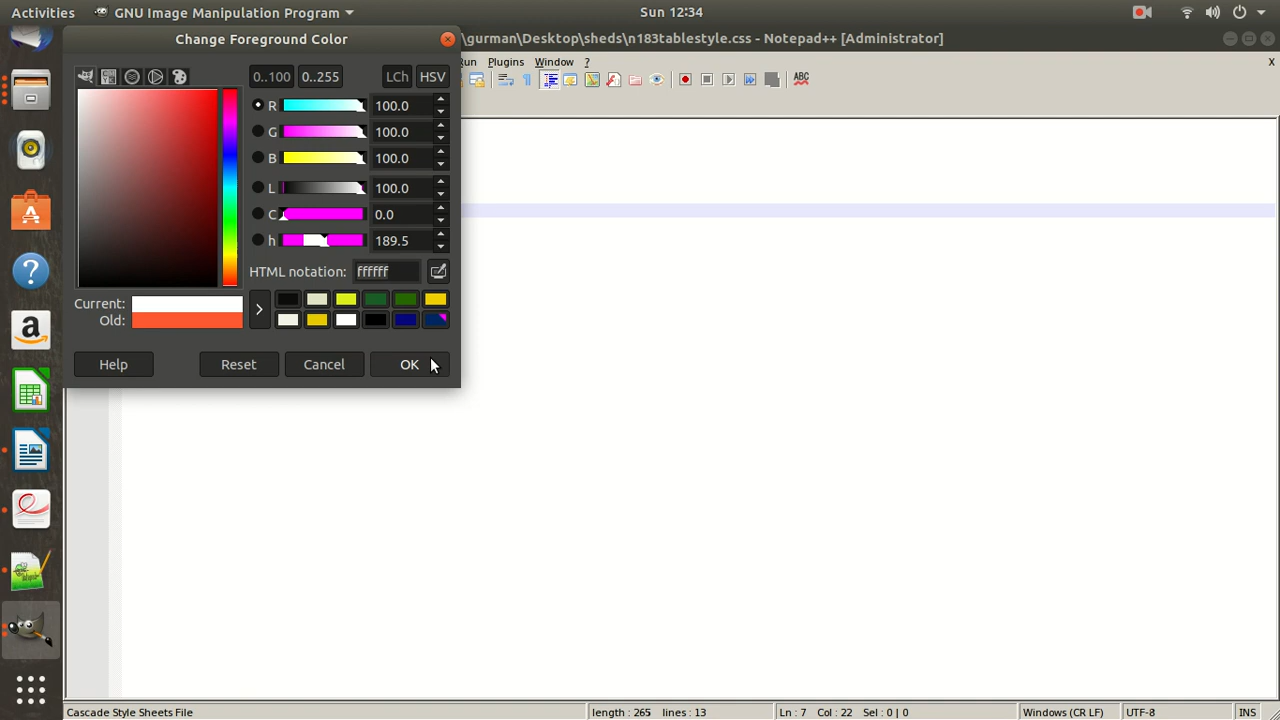 Activities GNU Image Manipulation Program Sun 12:34
Change Foreground Color \gurman\Desktop\sheds\n183tablestyle.css - Notepad++ [Administrator]
Plugins Window ? X
0..100 0..255 LCh HSV ABC
R 100.0
G 100.0
B 100.0
L 100.0
C 0.0
h 189.5
HTML notation: ffffff
Current:
Old:
Help Reset Cancel OK
Cascade Style Sheets File length : 265 lines : 13 Ln : 7 Col : 22 Sel : 0 | 0 Windows (CR LF) UTF-8 INS